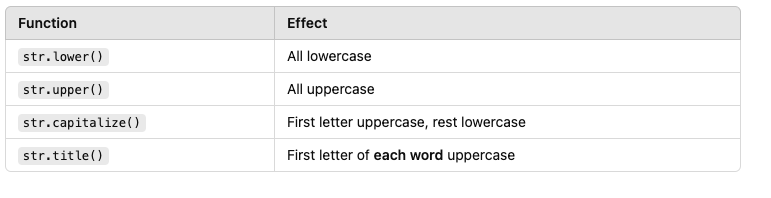 Function Effect
str.lower() All lowercase
str.upper() All uppercase
str.capitalize() First letter uppercase, rest lowercase
str.title() First letter of each word uppercase